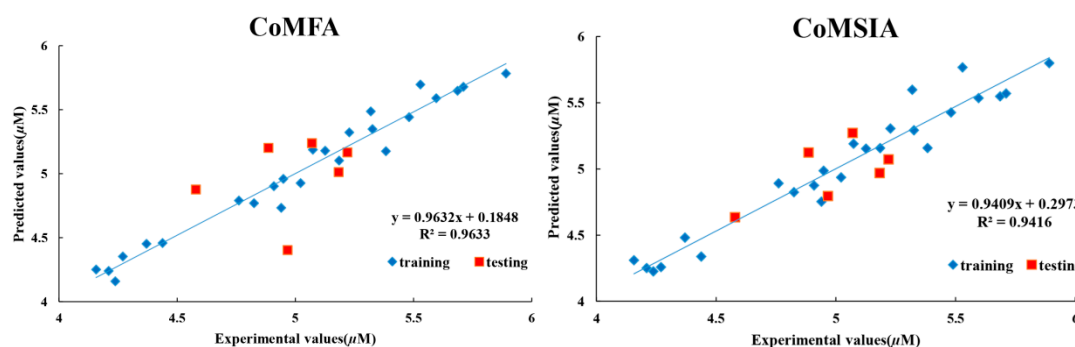 CoMFA
6
5.5
5
4.5
4
Predicted values(µM)
y = 0.9632x + 0.1848
R² = 0.9633
training testing
4 4.5 5 5.5 6
Experimental values(µM)
CoMSIA
6
5.5
5
4.5
4
Predicted values(µM)
y = 0.9409x + 0.297
R² = 0.9416
training testin
4 4.5 5 5.5 6
Experimental values(µM)